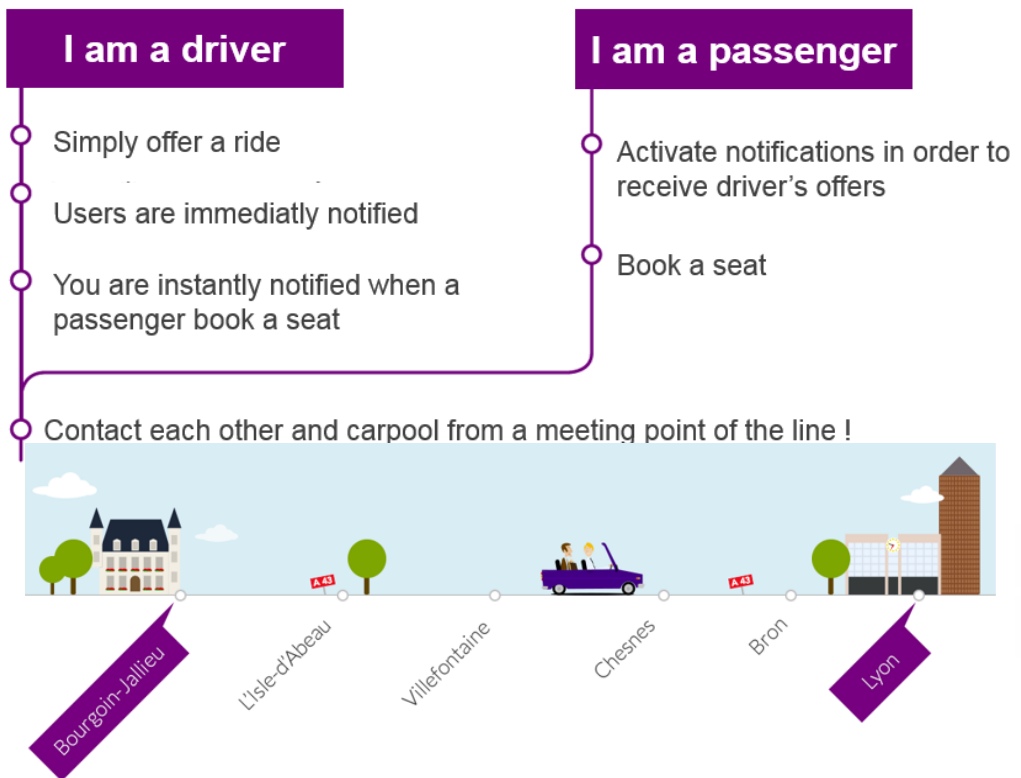 I am a driver
Simply offer a ride
Users are immediatly notified
You are instantly notified when a
passenger book a seat
I am a passenger
Activate notifications in order to
receive driver's offers
Book a seat
Contact each other and carpool from a meeting point of the line !
A 43
A 43
Bourgoin-Jallieu
L'Isle-d'Abeau
Villefontaine
Chesnes
Bron
Lyon